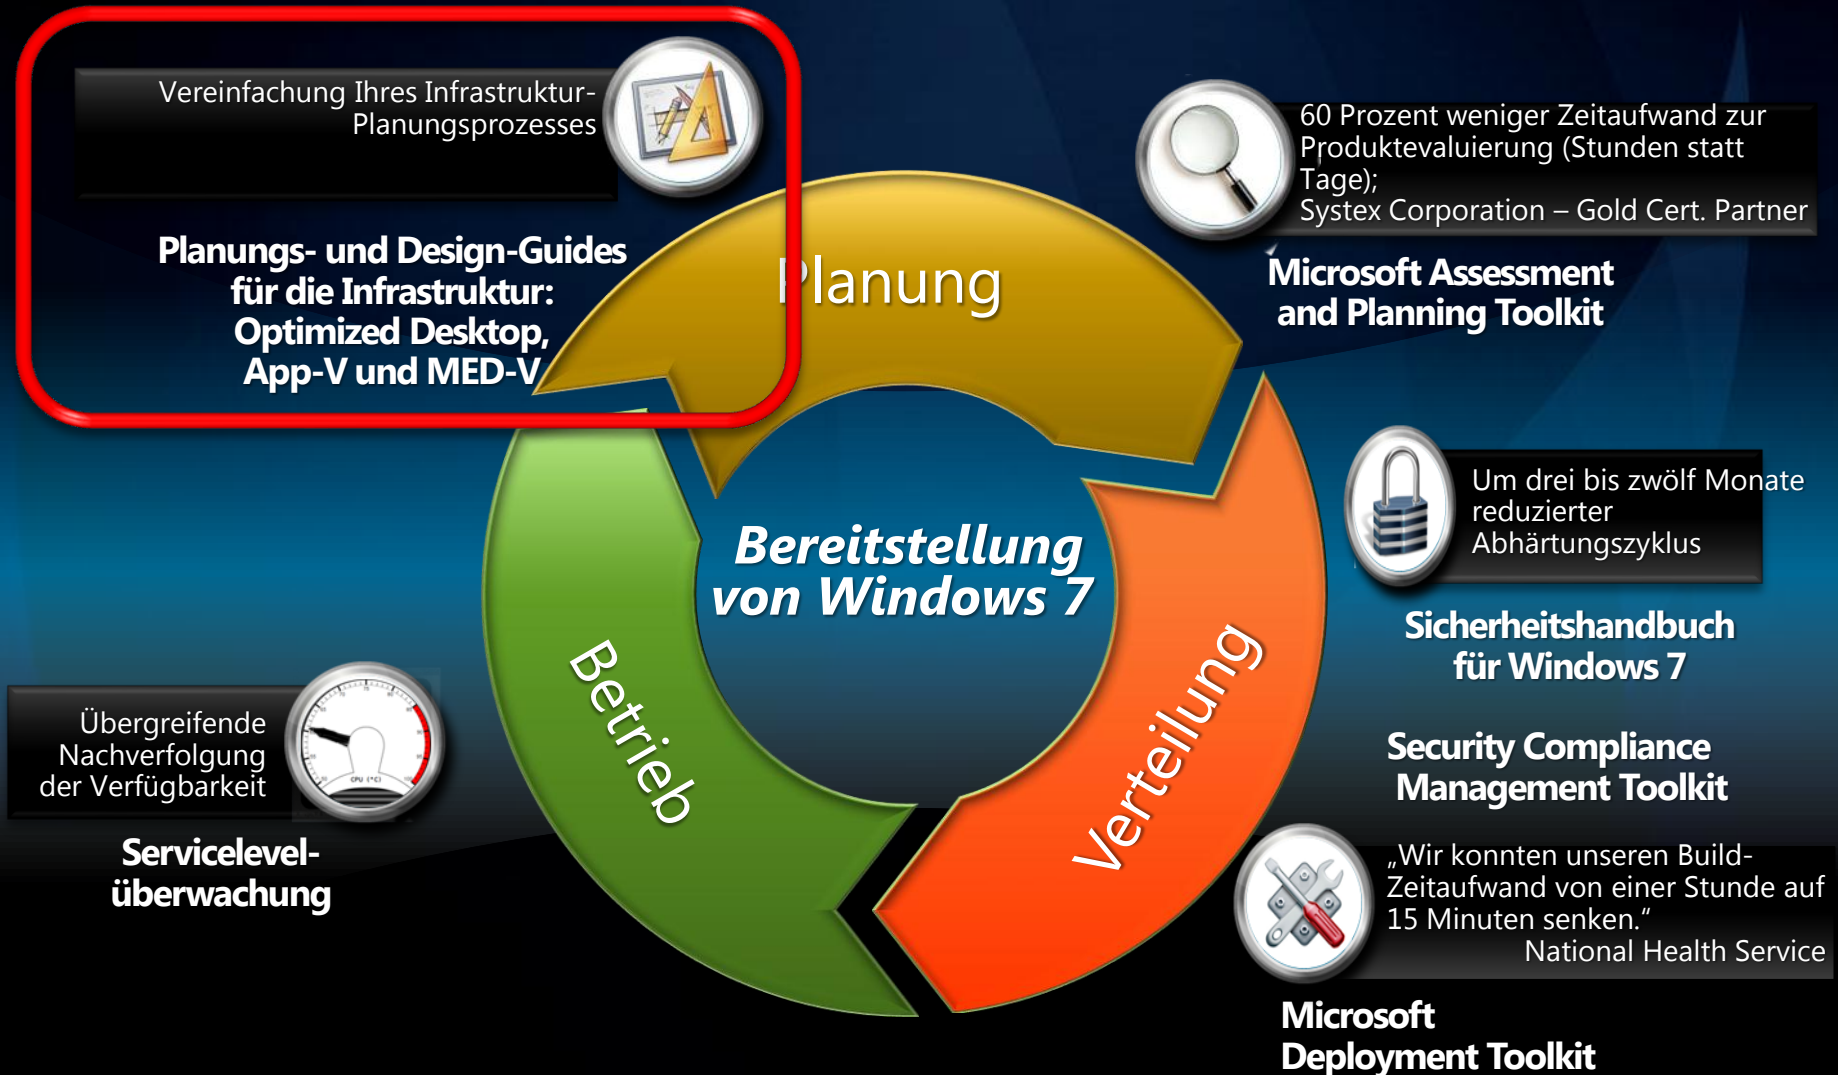 Vereinfachung Ihres Infrastruktur-
Planungsprozesses
Planungs- und Design-Guides
für die Infrastruktur:
Optimized Desktop,
App-V und MED-V
Planung
60 Prozent weniger Zeitaufwand zur
Produktevaluierung (Stunden statt
Tage);
Systex Corporation – Gold Cert. Partner
Microsoft Assessment
and Planning Toolkit
Bereitstellung
von Windows 7
Um drei bis zwölf Monate
reduzierter
Abhärtungszyklus
Sicherheitshandbuch
für Windows 7
Security Compliance
Management Toolkit
Verteilung
„Wir konnten unseren Build-
Zeitaufwand von einer Stunde auf
15 Minuten senken.“
National Health Service
Microsoft
Deployment Toolkit
Betrieb
Übergreifende
Nachverfolgung
der Verfügbarkeit
CPU (°C)
Servicelevel-
überwachung